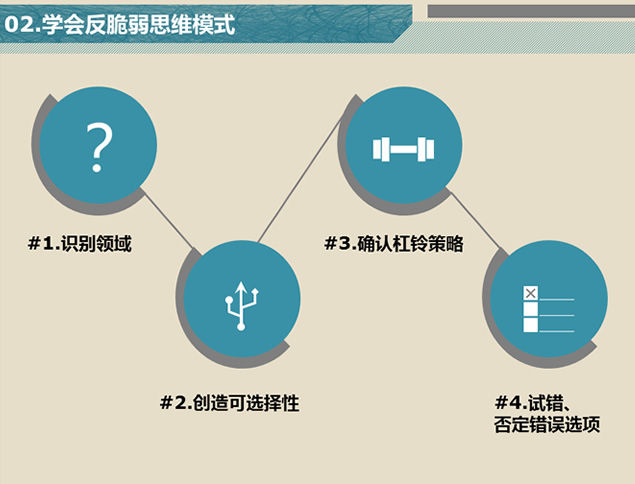 02.学会反脆弱思维模式
?
#1.识别领域
#3.确认杠铃策略
#2.创造可选择性
#4.试错、
否定错误选项